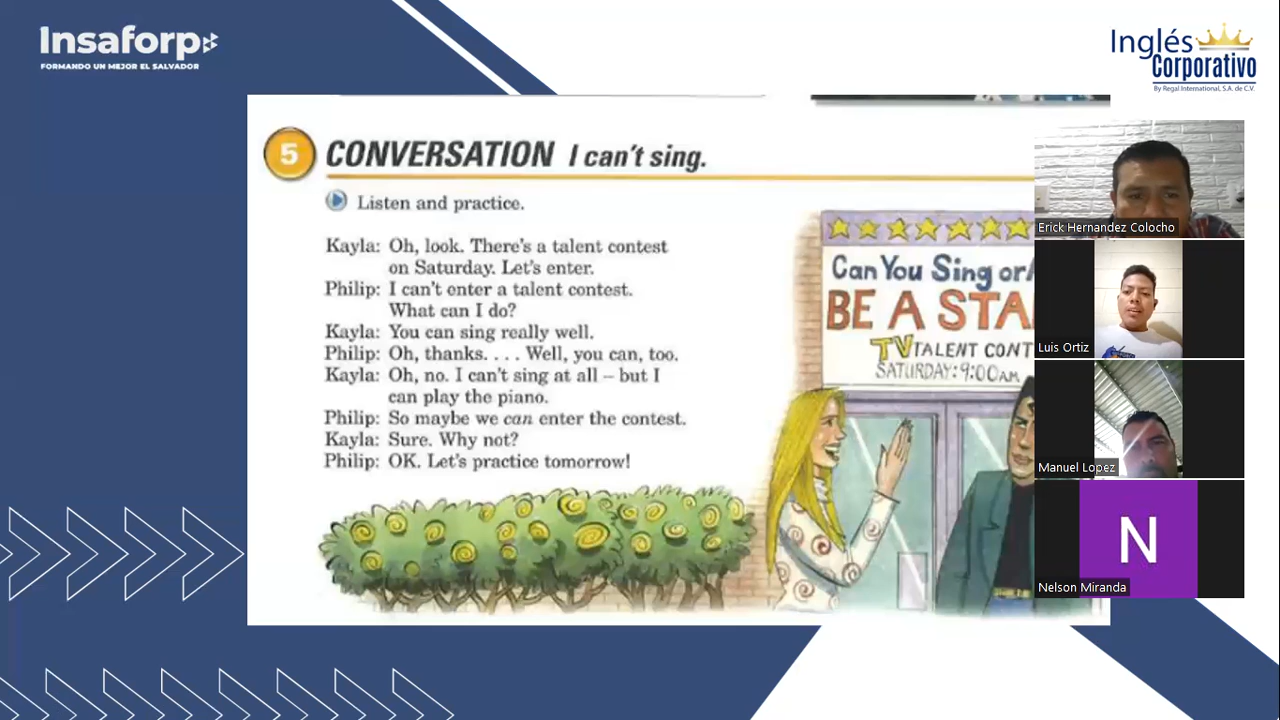 Insaforp
FORMANDO UN MEJOR EL SALVADOR
Inglés
Corporativo
By Regal International, S.A. de C.V.
5 CONVERSATION I can't sing.
Listen and practice.
Kayla: Oh, look. There's a talent contest
on Saturday. Let's enter.
Philip: I can't enter a talent contest.
What can I do?
Kayla: You can sing really well.
Philip: Oh, thanks. . . . Well, you can, too.
Kayla: Oh, no. I can't sing at all – but I
can play the piano.
Philip: So maybe we can enter the contest.
Kayla: Sure. Why not?
Philip: OK. Let's practice tomorrow!
Can You Sing or
BE A STA
TV TALENT CONT
SATURDAY: 9:00 AM
Erick Hernandez Colocho
Luis Ortiz
Manuel Lopez
N
Nelson Miranda